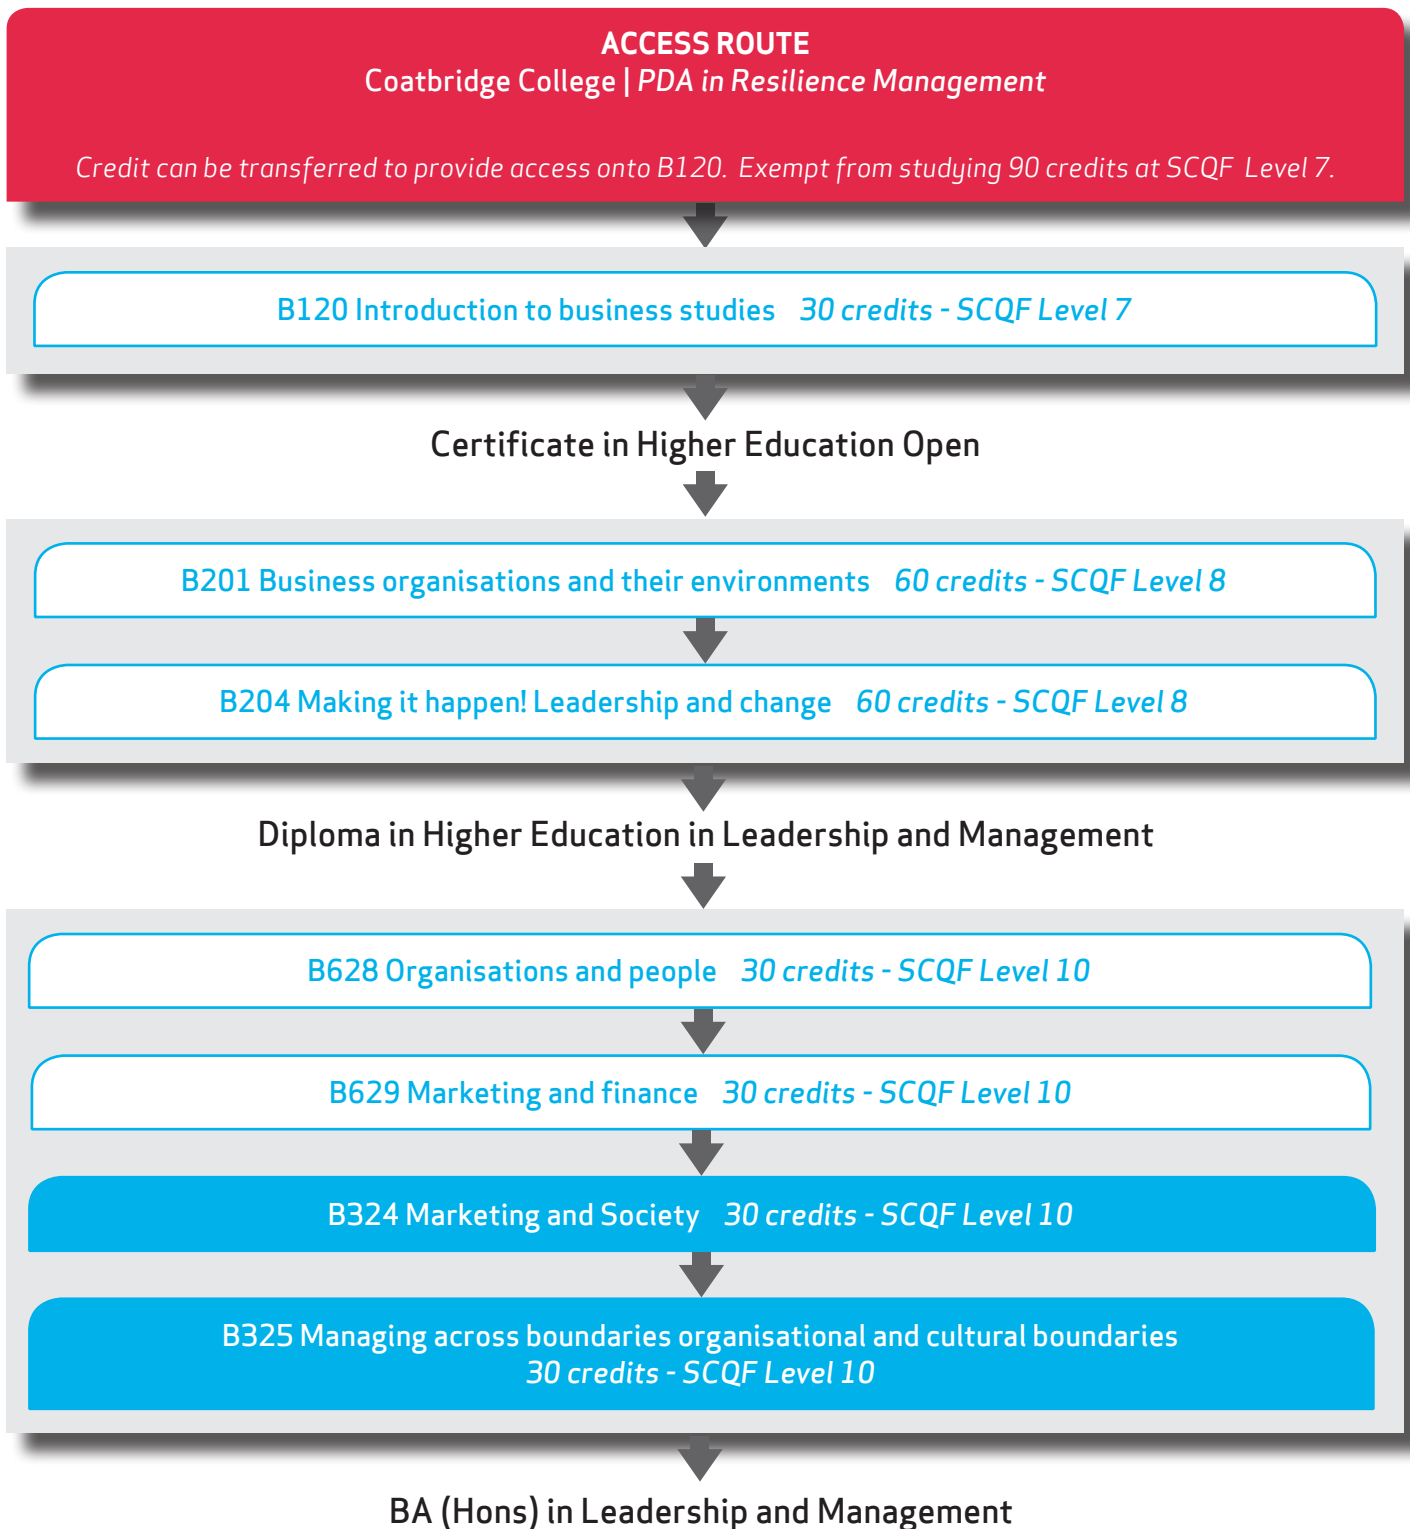 ACCESS ROUTE
Coatbridge College | PDA in Resilience Management
Credit can be transferred to provide access onto B120. Exempt from studying 90 credits at SCQF Level 7.
B120 Introduction to business studies 30 credits - SCQF Level 7
Certificate in Higher Education Open
B201 Business organisations and their environments 60 credits - SCQF Level 8
B204 Making it happen! Leadership and change 60 credits - SCQF Level 8
Diploma in Higher Education in Leadership and Management
B628 Organisations and people 30 credits - SCQF Level 10
B629 Marketing and finance 30 credits - SCQF Level 10
B324 Marketing and Society 30 credits - SCQF Level 10
B325 Managing across boundaries organisational and cultural boundaries
30 credits - SCQF Level 10
BA (Hons) in Leadership and Management